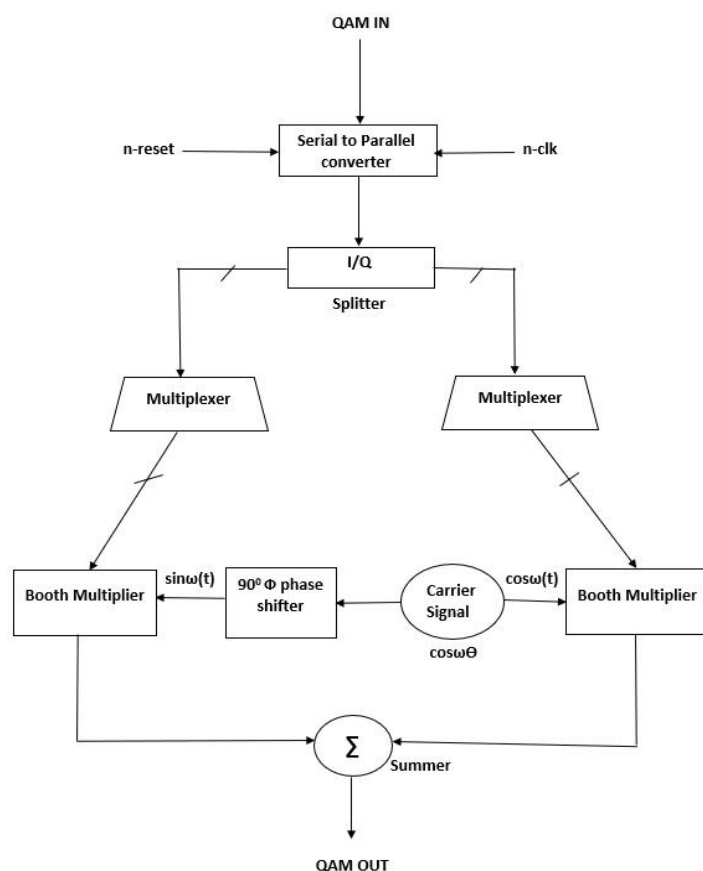 QAM IN
n-reset
Serial to Parallel
converter
n-clk
I/Q
Splitter
Multiplexer
Multiplexer
Booth Multiplier
sinω(t)
90⁰ Φ phase
shifter
Carrier
Signal
cosωΘ
cosω(t)
Booth Multiplier
Σ
Summer
QAM OUT